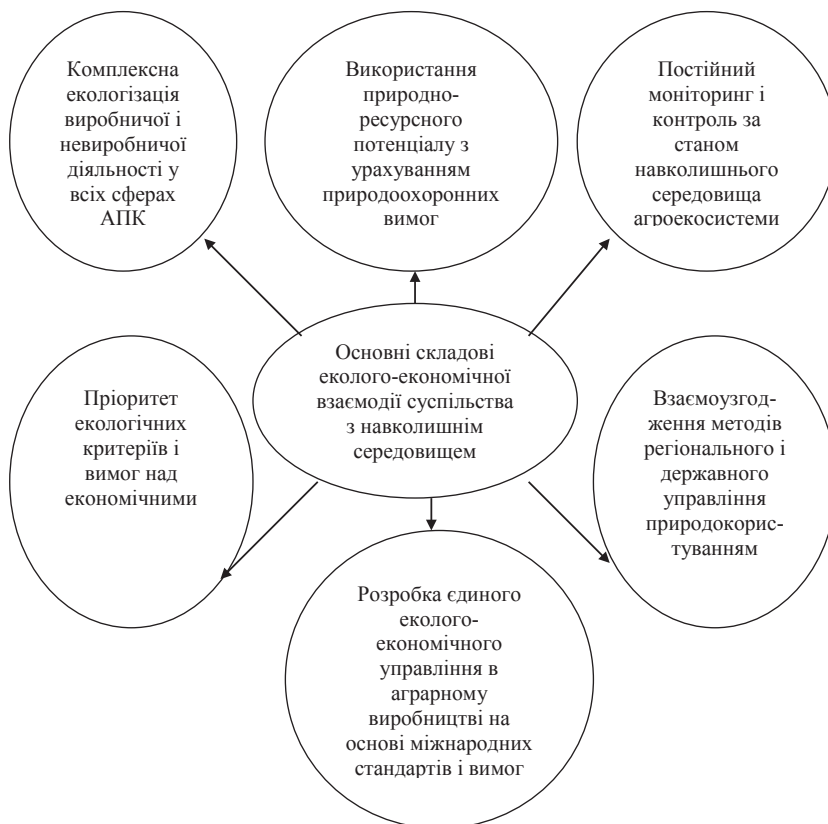 Комплексна
екологізація
виробничої і
невиробничої
діяльності у
всіх сферах
АПК
Використання
природно-
ресурсного
потенціалу з
урахуванням
природоохоронних
вимог
Постійний
моніторинг і
контроль за
станом
навколишнього
середовища
агроекосистеми
Основні складові
еколого-економічної
взаємодії суспільства
з навколишнім
середовищем
Пріоритет
екологічних
критеріїв і
вимог над
економічними
Взаємоузгод-
ження методів
регіонального і
державного
управління
природокорис-
туванням
Розробка єдиного
еколого-
економічного
управління в
аграрному
виробництві на
основі міжнародних
стандартів і вимог